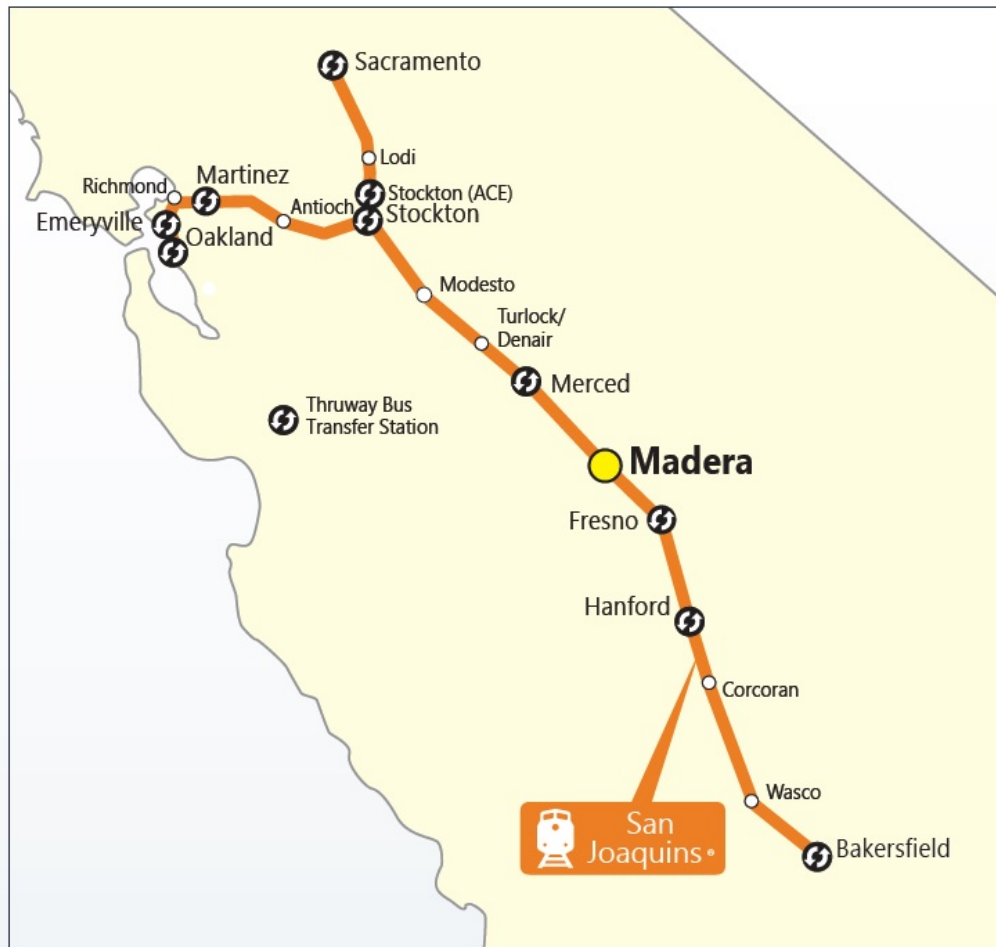 Sacramento
Lodi
Richmond
Martinez
Stockton (ACE)
Antioch
Stockton
Emeryville
Oakland
Modesto
Turlock/
Denair
Merced
Thruway Bus
Transfer Station
Madera
Fresno
Hanford
Corcoran
Wasco
San
Joaquins®
Bakersfield